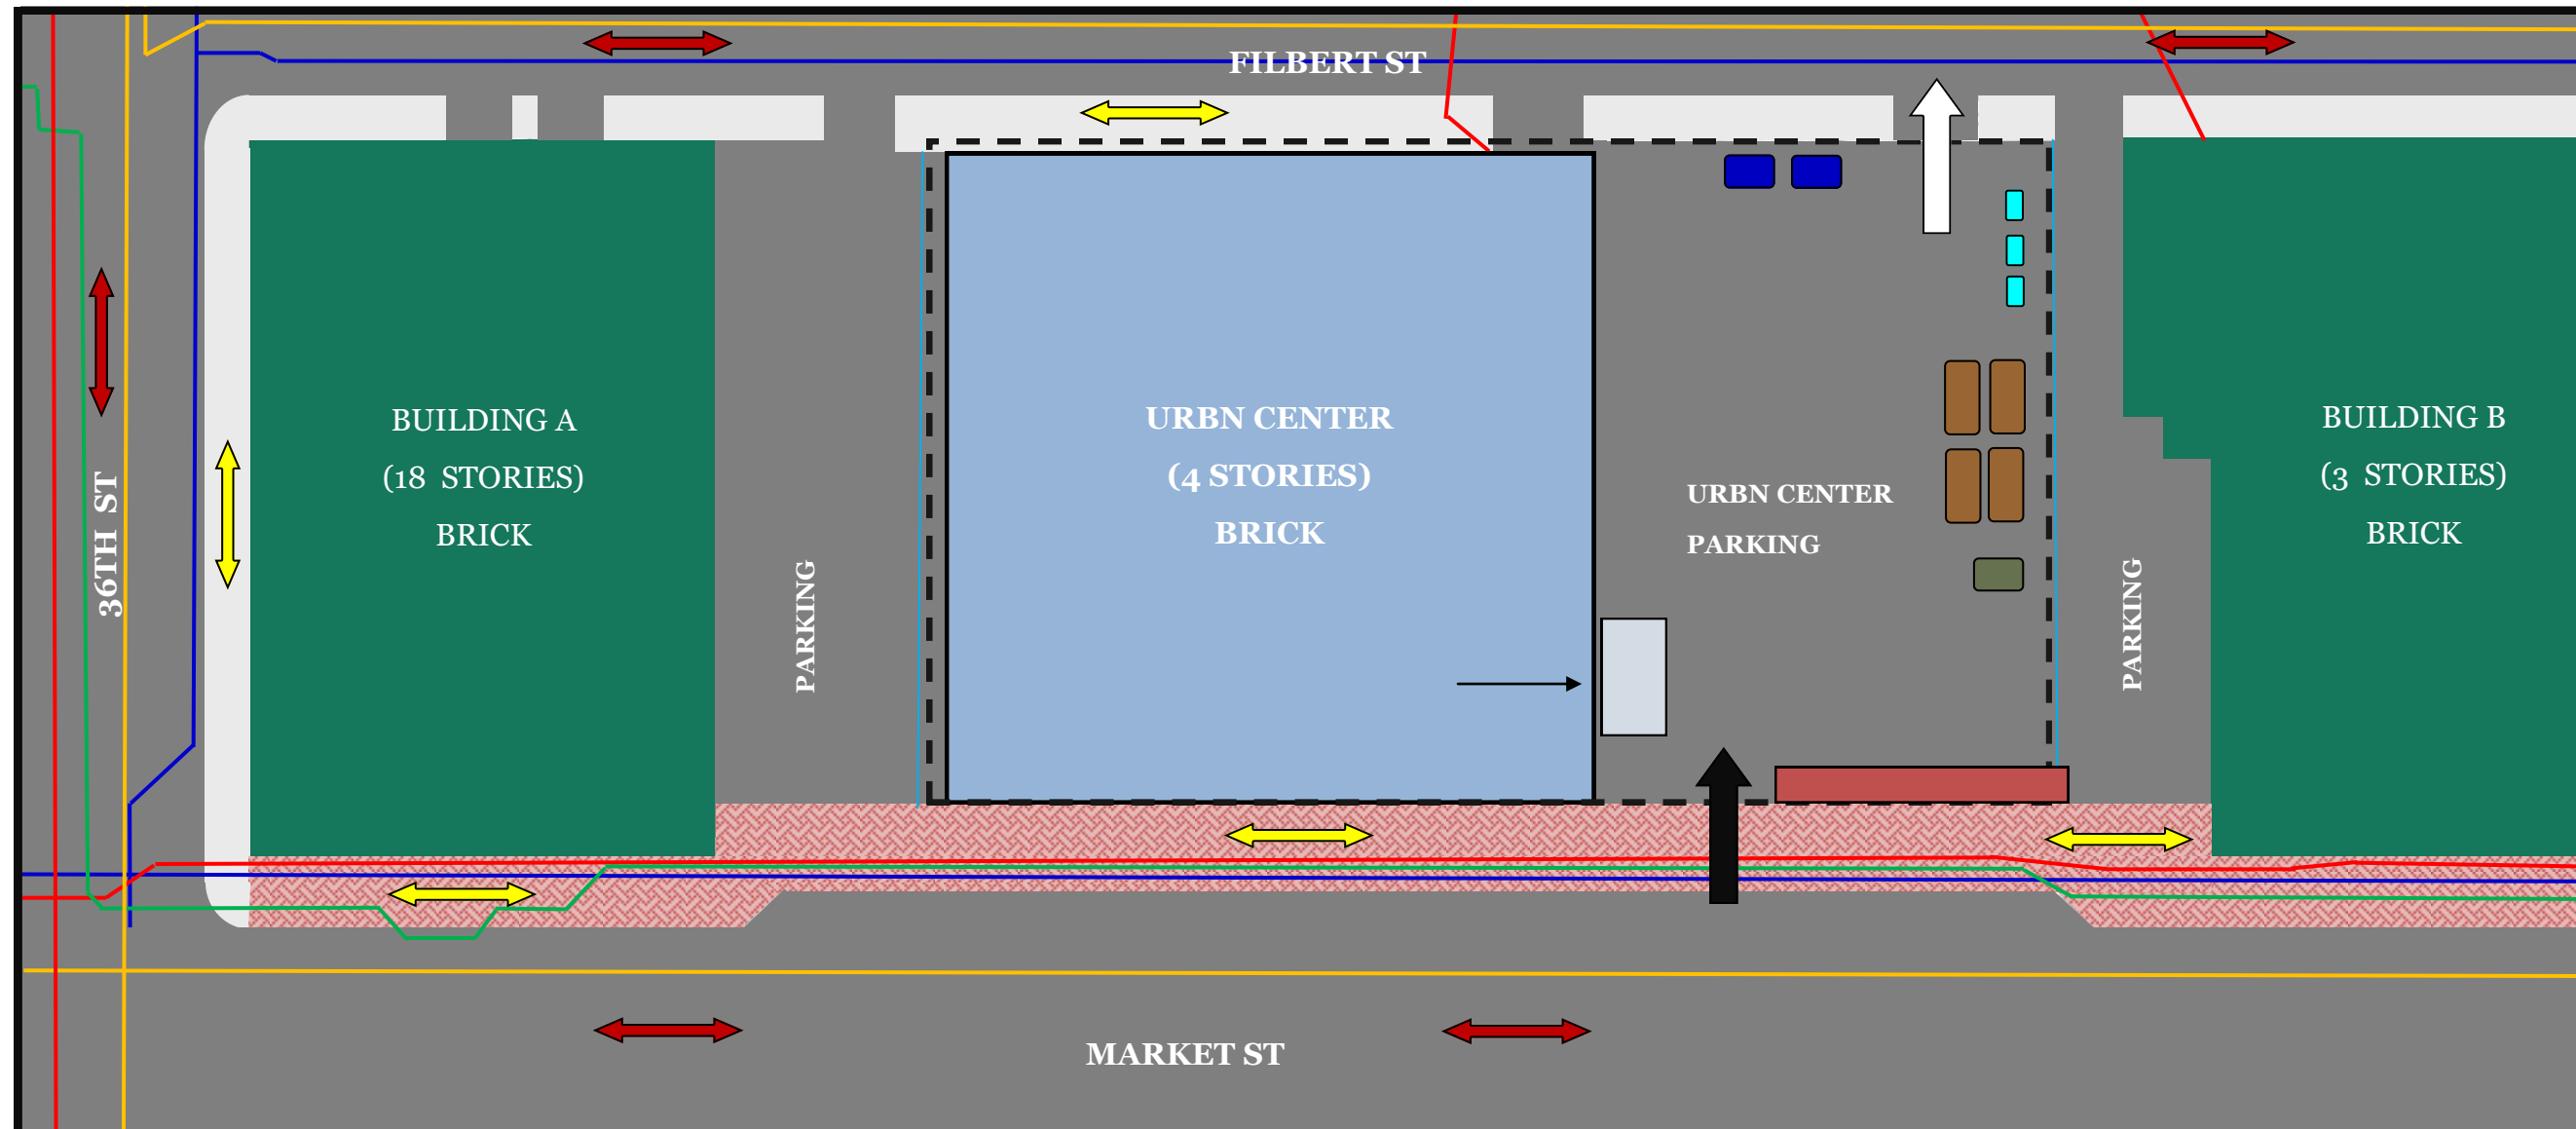 FILBERT ST
36TH ST
BUILDING A
(18 STORIES)
BRICK
PARKING
URBN CENTER
(4 STORIES)
BRICK
URBN CENTER
PARKING
PARKING
BUILDING B
(3 STORIES)
BRICK
MARKET ST